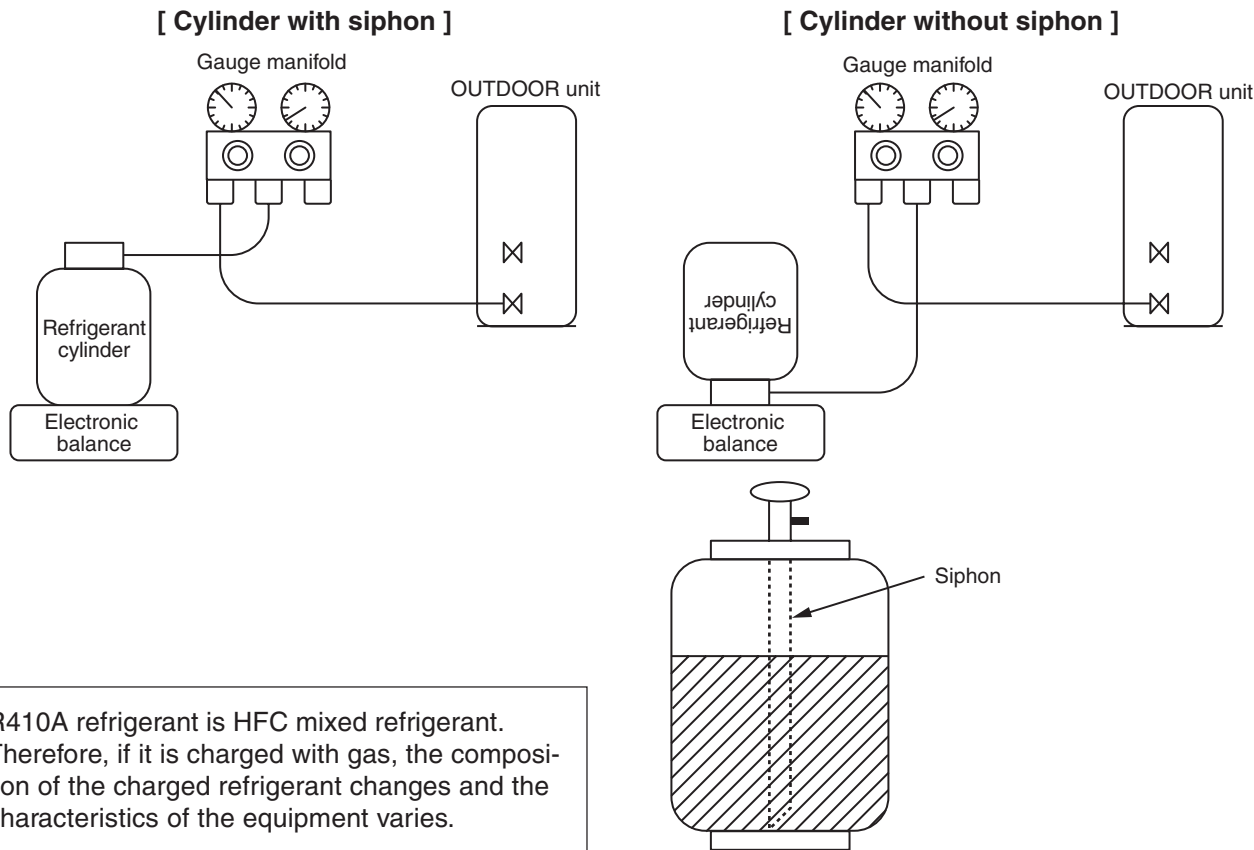 [ Cylinder with siphon ]
Gauge manifold
OUTDOOR unit
Refrigerant
cylinder
Electronic
balance
[ Cylinder without siphon ]
Gauge manifold
OUTDOOR unit
Refrigerant
cylinder
Electronic
balance
Siphon
R410A refrigerant is HFC mixed refrigerant.
Therefore, if it is charged with gas, the composi-
on of the charged refrigerant changes and the
characteristics of the equipment varies.